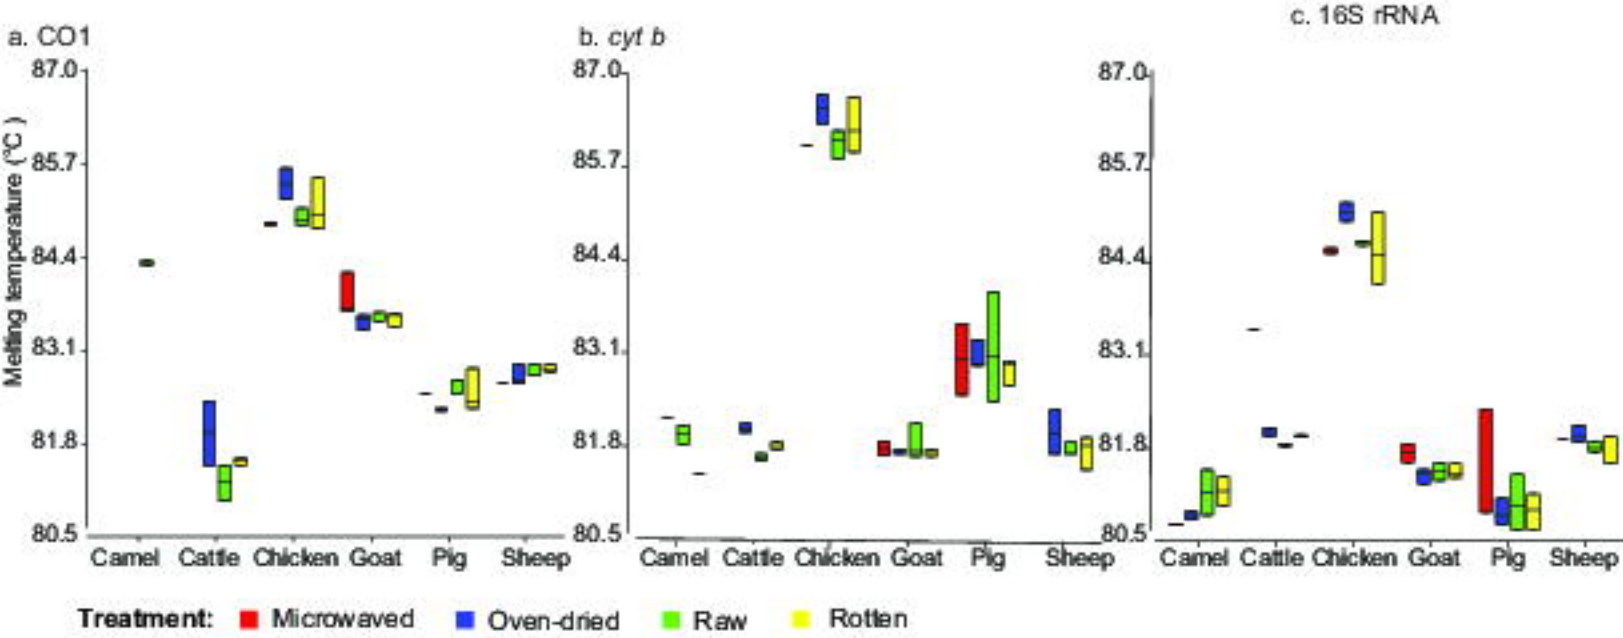 c. 16S rRNA
a. CO1
b. cyt b
87.0
85.7
84.4
83.1
81.8
80.5
Melting temperature (°C)
87.0
85.7
84.4
83.1
81.8
80.5
87.0
85.7
84.4
83.1
81.8
80.5
Camel Cattle Chicken Goat Pig Sheep
Camel Cattle Chicken Goat Pig Sheep
Camel Cattle Chicken Goat Pig Sheep
Treatment: Microwaved Oven-dried Raw Rotten